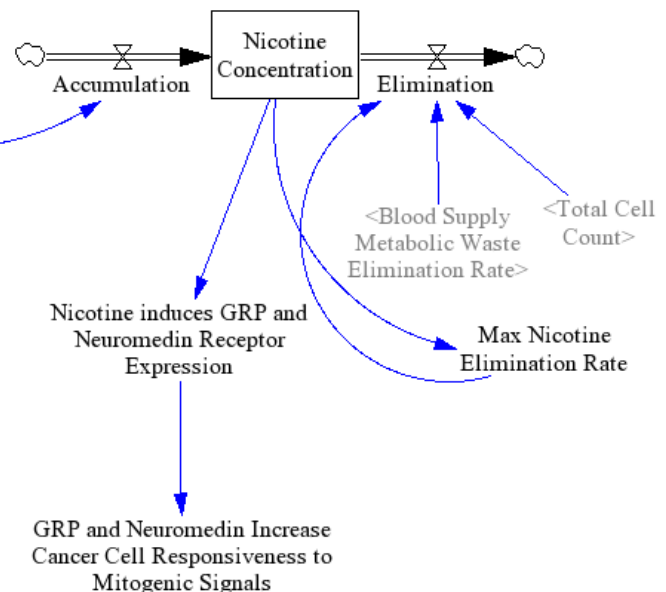 Nicotine
Concentration
Accumulation
Elimination
<Blood Supply
Metabolic Waste
Elimination Rate>
<Total Cell
Count>
Nicotine induces GRP and
Neuromedin Receptor
Expression
Max Nicotine
Elimination Rate
GRP and Neuromedin Increase
Cancer Cell Responsiveness to
Mitogenic Signals